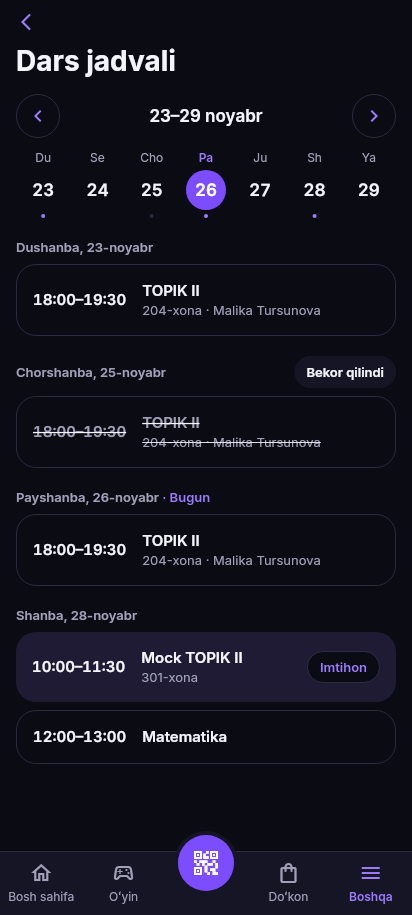 Dars jadvali
23–29 noyabr
Du Se Cho Pa Ju Sh Ya
23 24 25 26 27 28 29
Dushanba, 23-noyabr
18:00–19:30 TOPIK II
204-xona · Malika Tursunova
Chorshanba, 25-noyabr Bekor qilindi
18:00–19:30 TOPIK II
204-xona · Malika Tursunova
Payshanba, 26-noyabr · Bugun
18:00–19:30 TOPIK II
204-xona · Malika Tursunova
Shanba, 28-noyabr
10:00–11:30 Mock TOPIK II Imtihon
301-xona
12:00–13:00 Matematika
Bosh sahifa O‘yin Do‘kon Boshqa